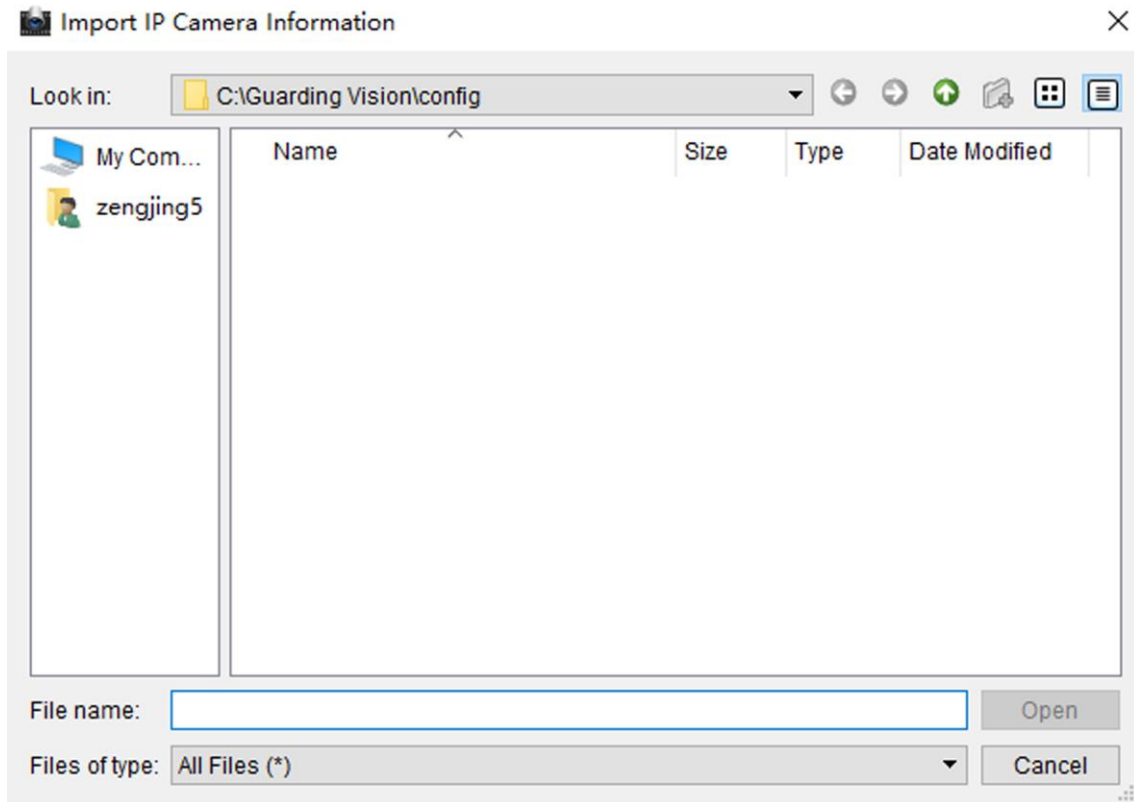 Import IP Camera Information
Look in: C:\Guarding Vision\config
My Com...
zengjing5
Name Size Type Date Modified
File name: Open
Files of type: All Files (*) Cancel